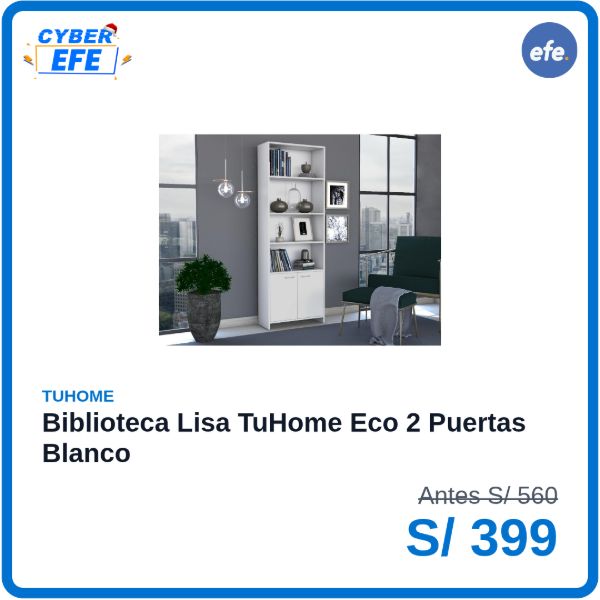 CYBER
EFE
efe.
TUHOME
Biblioteca Lisa TuHome Eco 2 Puertas
Blanco
Antes S/ 560
S/ 399